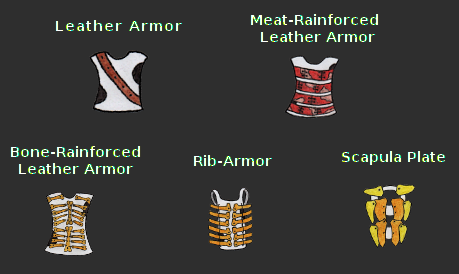 Leather Armor
Meat-Rainforced
Leather Armor
Bone-Rainforced
Leather Armor
Rib-Armor
Scapula Plate